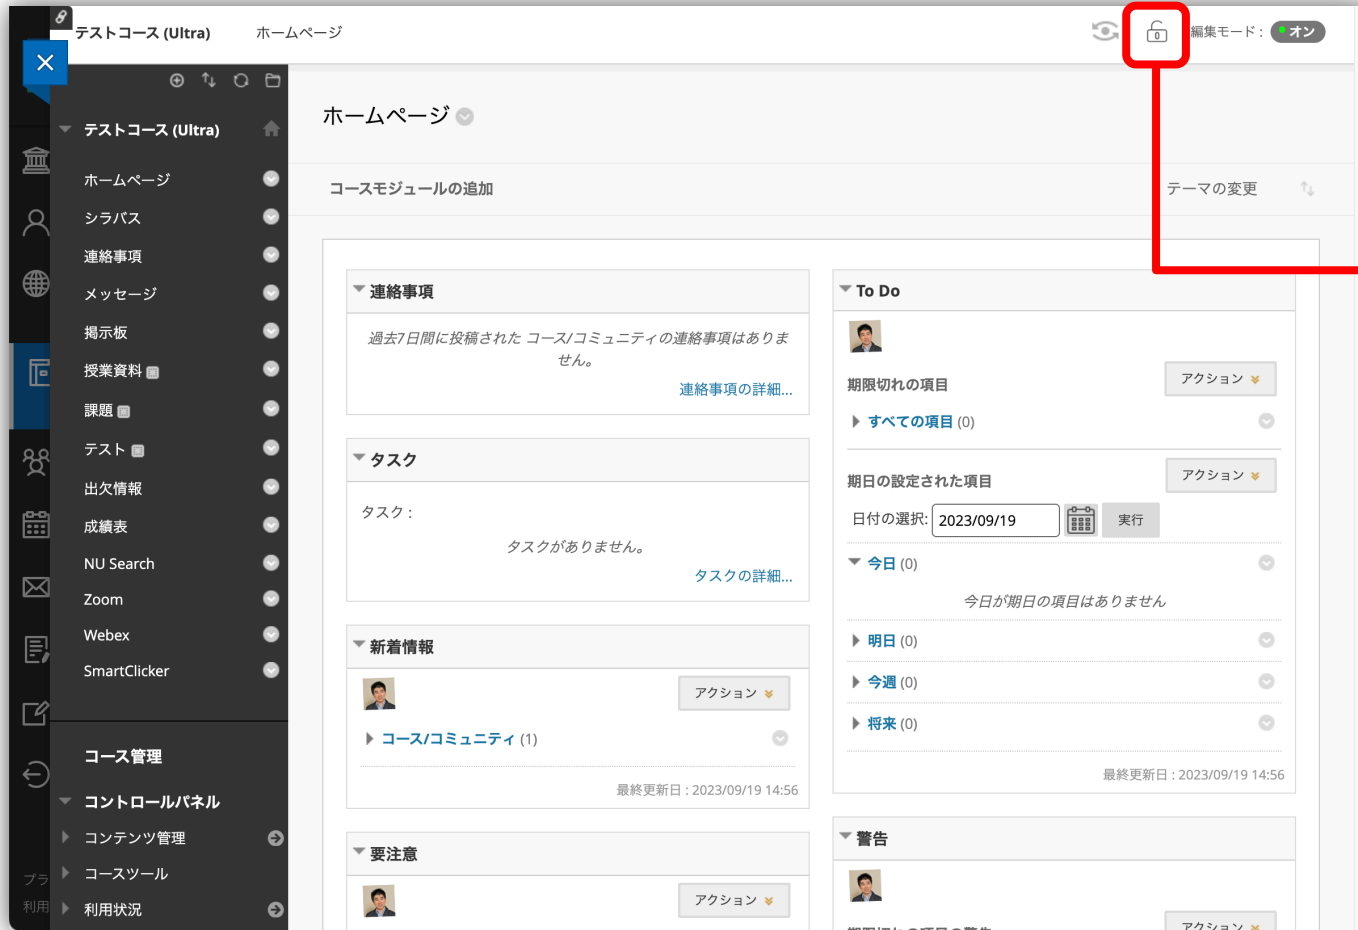 テストコース (Ultra)
ホームページ
編集モード :
オン
テストコース (Ultra)
ホームページ
シラバス
連絡事項
メッセージ
掲示板
授業資料
課題
テスト
出欠情報
成績表
NU Search
Zoom
Webex
SmartClicker
コース管理
コントロールパネル
コンテンツ管理
コースツール
利用状況
プラ
利用
ホームページ
コースモジュールの追加
テーマの変更
連絡事項
過去7日間に投稿された コース/コミュニティの連絡事項はありま
せん。
連絡事項の詳細...
タスク
タスク :
タスクがありません。
タスクの詳細...
新着情報
アクション
コース/コミュニティ (1)
最終更新日 : 2023/09/19 14:56
要注意
アクション
To Do
アクション
期限切れの項目
すべての項目 (0)
アクション
期日の設定された項目
日付の選択: 2023/09/19 実行
今日 (0)
今日が期日の項目はありません
明日 (0)
今週 (0)
将来 (0)
最終更新日 : 2023/09/19 14:56
警告
アクション
期限切れの項目の警告